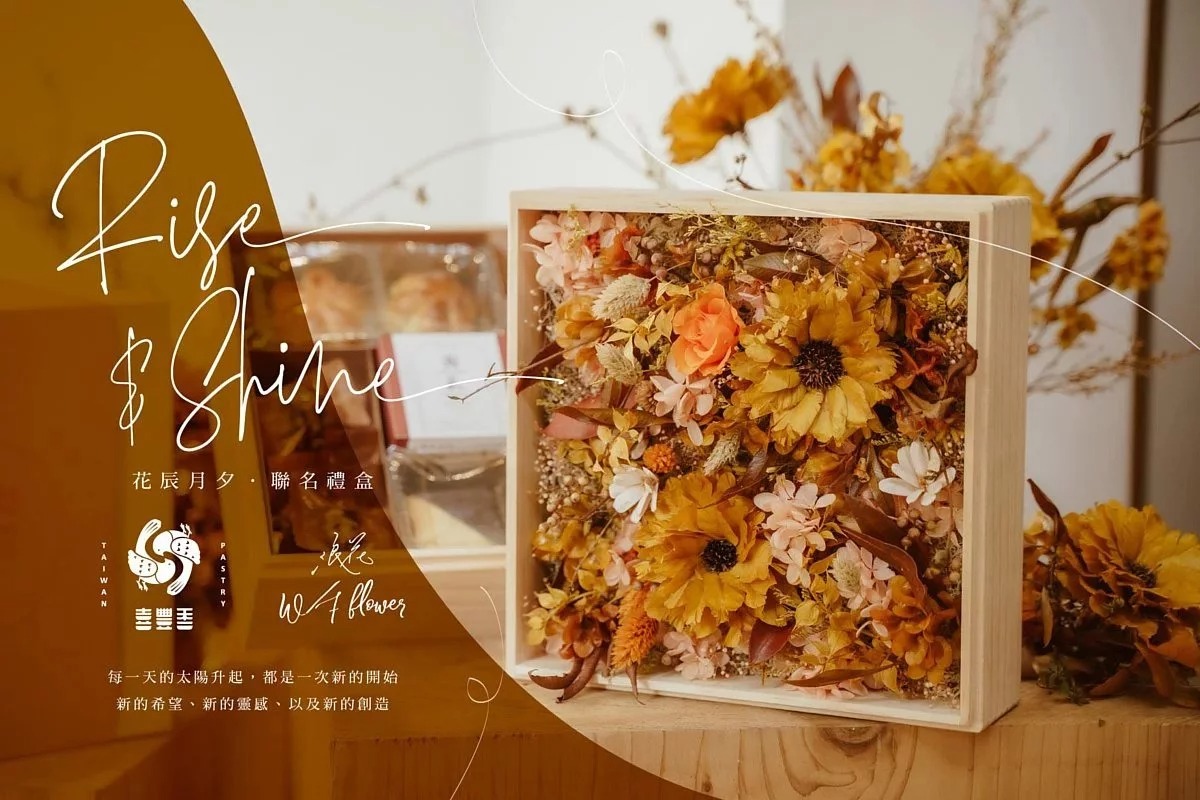 Rise
& Shine
花辰月夕·聯名禮盒
TAIWAN
PASTRY
喜豐主
浪花
W F flower
每一天的太陽升起,都是一次新的開始
新的希望、新的靈感、以及新的創造